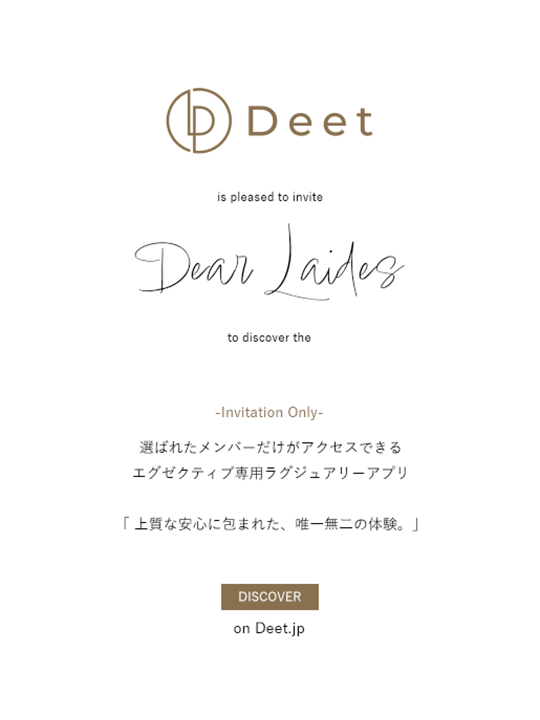 Deet
is pleased to invite
Dear Laides
to discover the
-Invitation Only-
選ばれたメンバーだけがアクセスできる
エグゼクティブ専用ラグジュアリーアプリ
「 上質な安心に包まれた、唯一無二の体験。」
DISCOVER
on Deet.jp